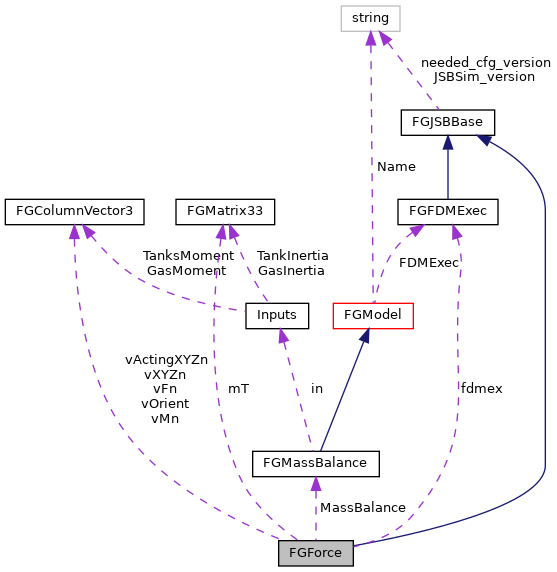 string
needed_cfg_version
JSBSim_version
FGJSBBase
Name
FGColumnVector3
FGMatrix33
FGFDMExec
TanksMoment
GasMoment
TankInertia
GasInertia
FDMExec
Inputs
FGModel
vActingXYZn
vXYZn
vFn
vOrient
vMn
mT
in
fdmex
FGMassBalance
MassBalance
FGForce